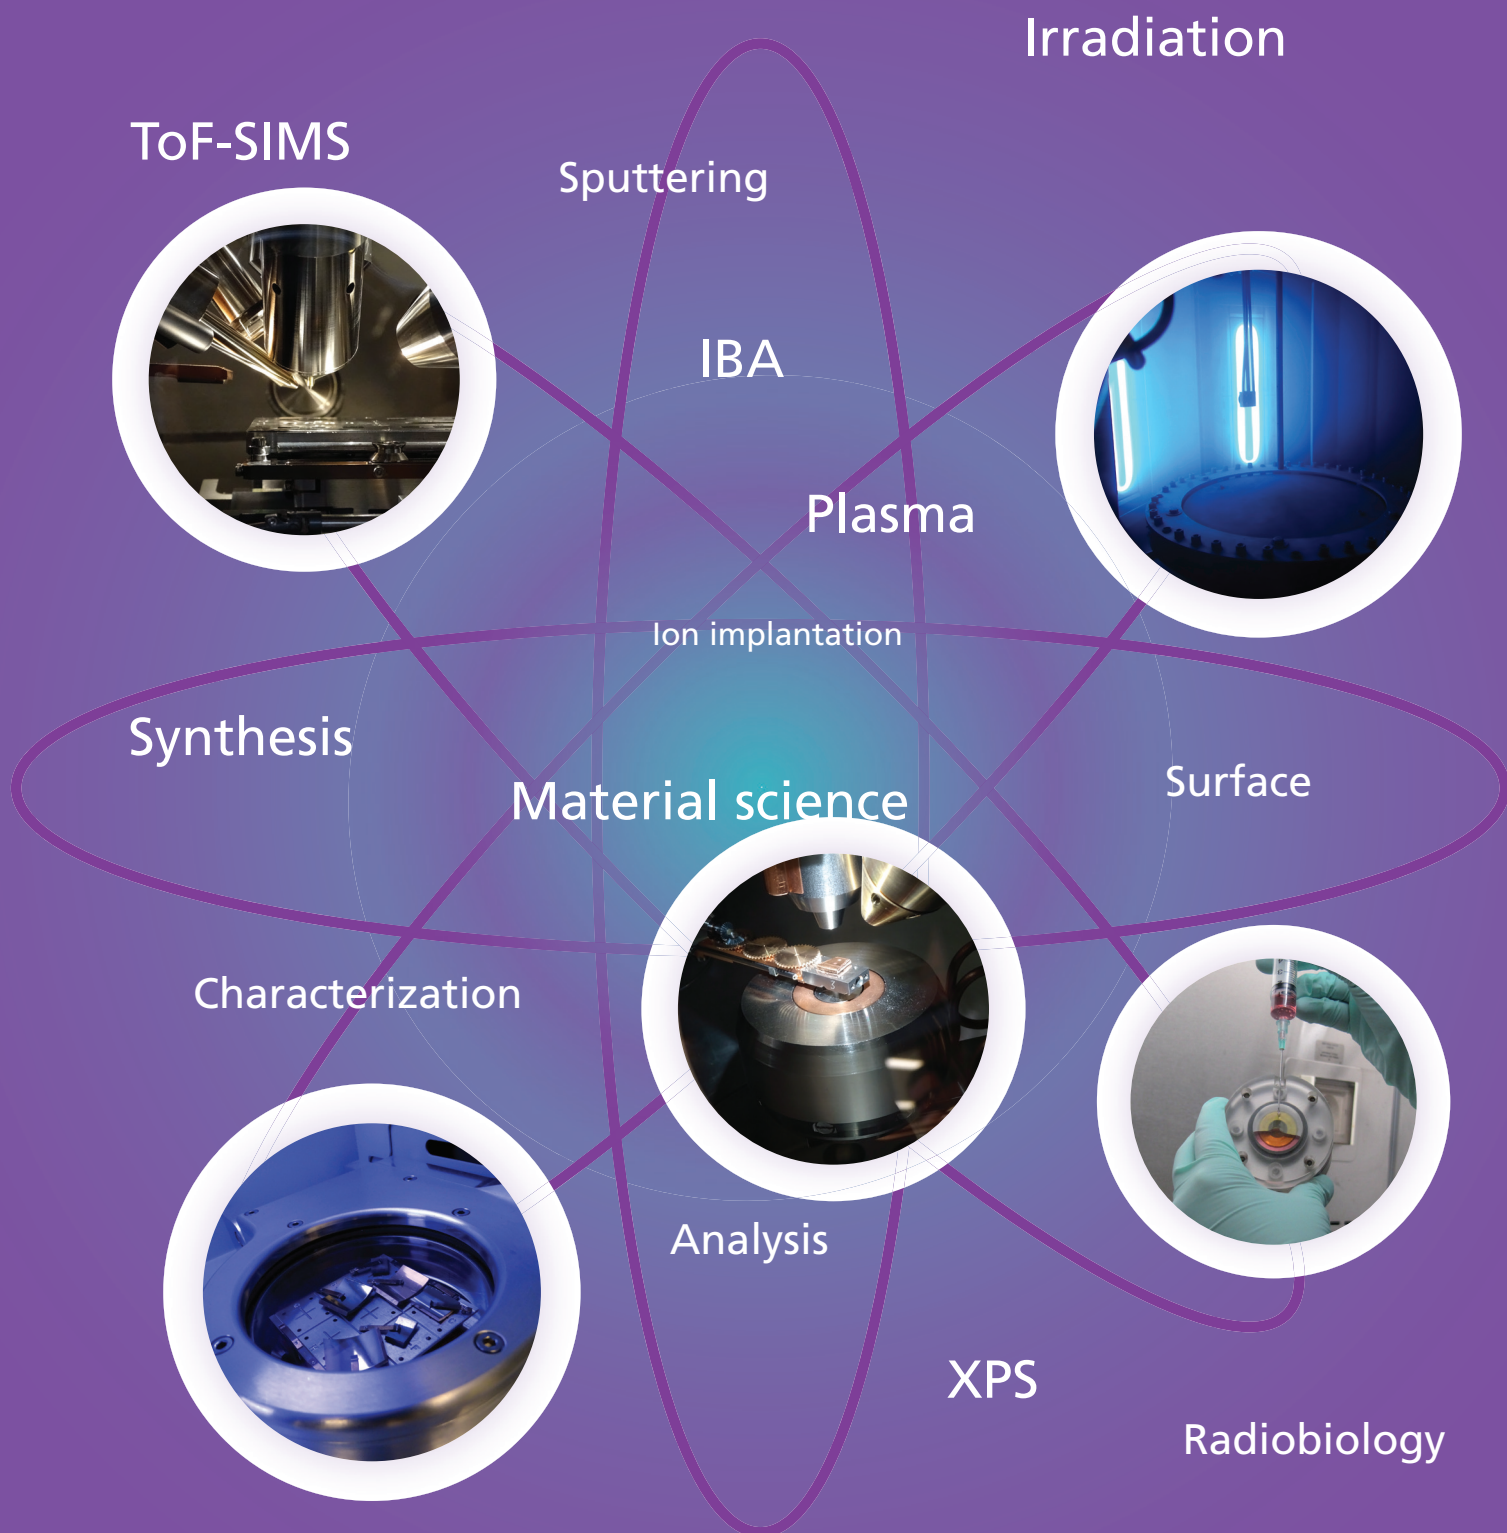 Irradiation
ToF-SIMS
Sputtering
IBA
Plasma
Ion implantation
Synthesis
Surface
Material science
Characterization
Analysis
XPS
Radiobiology